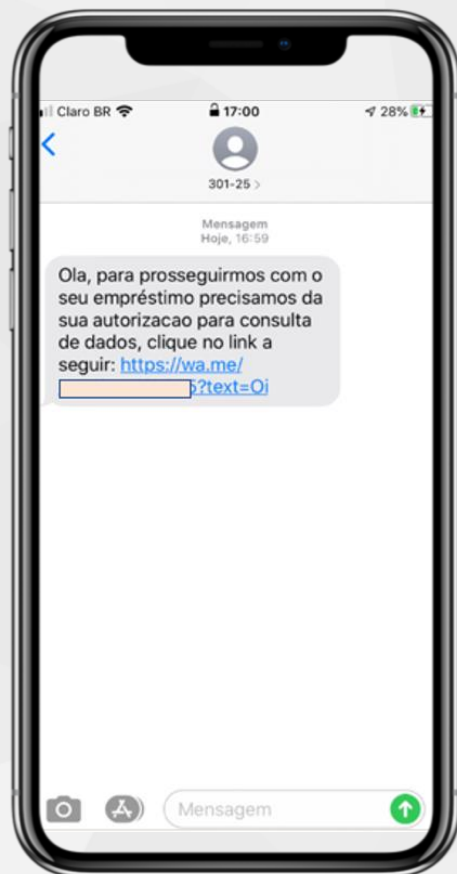 Claro BR 17:00 28%
301-25 >
Mensagem
Hoje, 16:59
Ola, para prosseguirmos com o
seu empréstimo precisamos da
sua autorizacao para consulta
de dados, clique no link a
seguir: https://wa.me/
?text=Oi
Mensagem